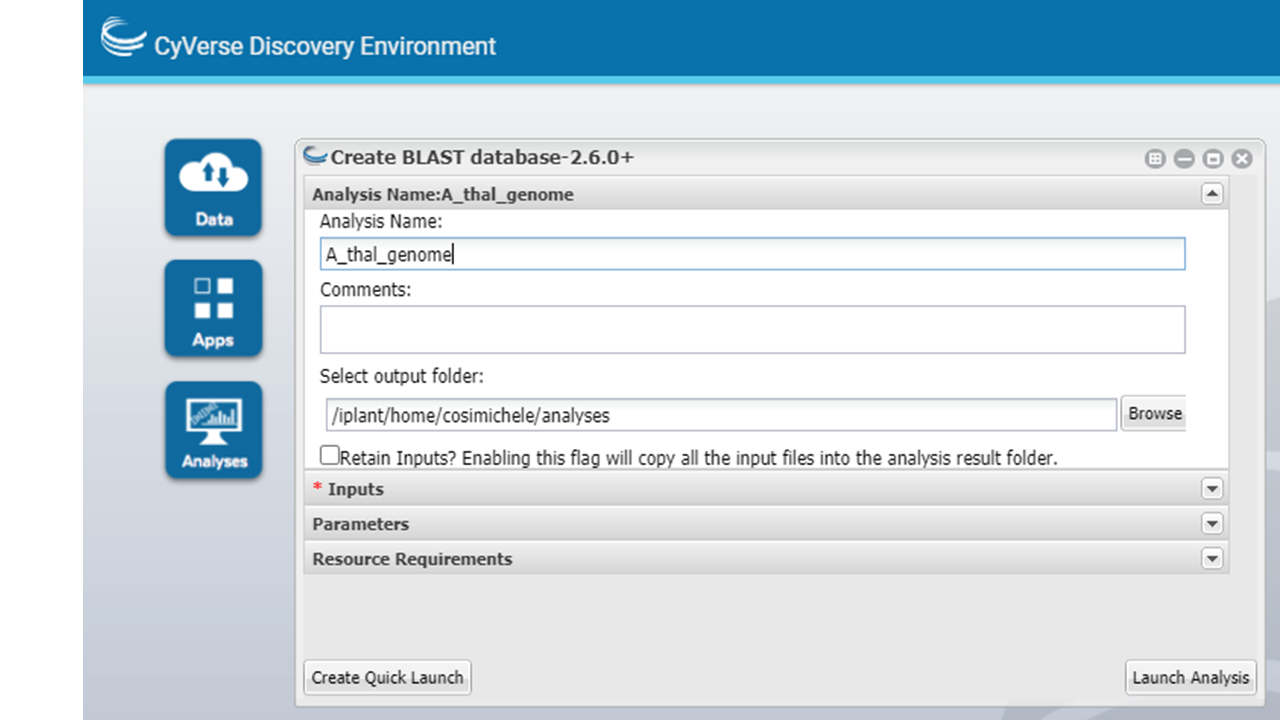 CyVerse Discovery Environment
Data
Apps
Analyses
Create BLAST database-2.6.0+
Analysis Name:A_thal_genome
Analysis Name:
A_thal_genome
Comments:
Select output folder:
/iplant/home/cosimichele/analyses
Browse
Retain Inputs? Enabling this flag will copy all the input files into the analysis result folder.
* Inputs
Parameters
Resource Requirements
Create Quick Launch
Launch Analysis